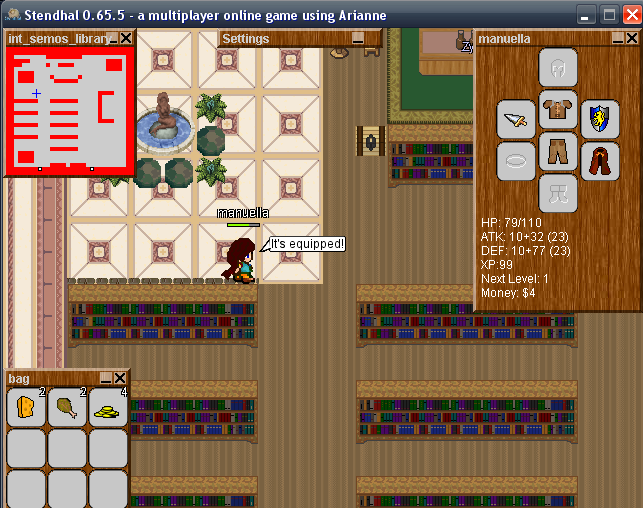 Stendhal 0.65.5 - a multiplayer online game using Arianne
int_semos_library
Settings
manuella
Zy
manuella
It's equipped!
HP: 79/110
ATK: 10+32 (23)
DEF: 10+77 (23)
XP:99
Next Level: 1
Money: $4
bag
2
2
4